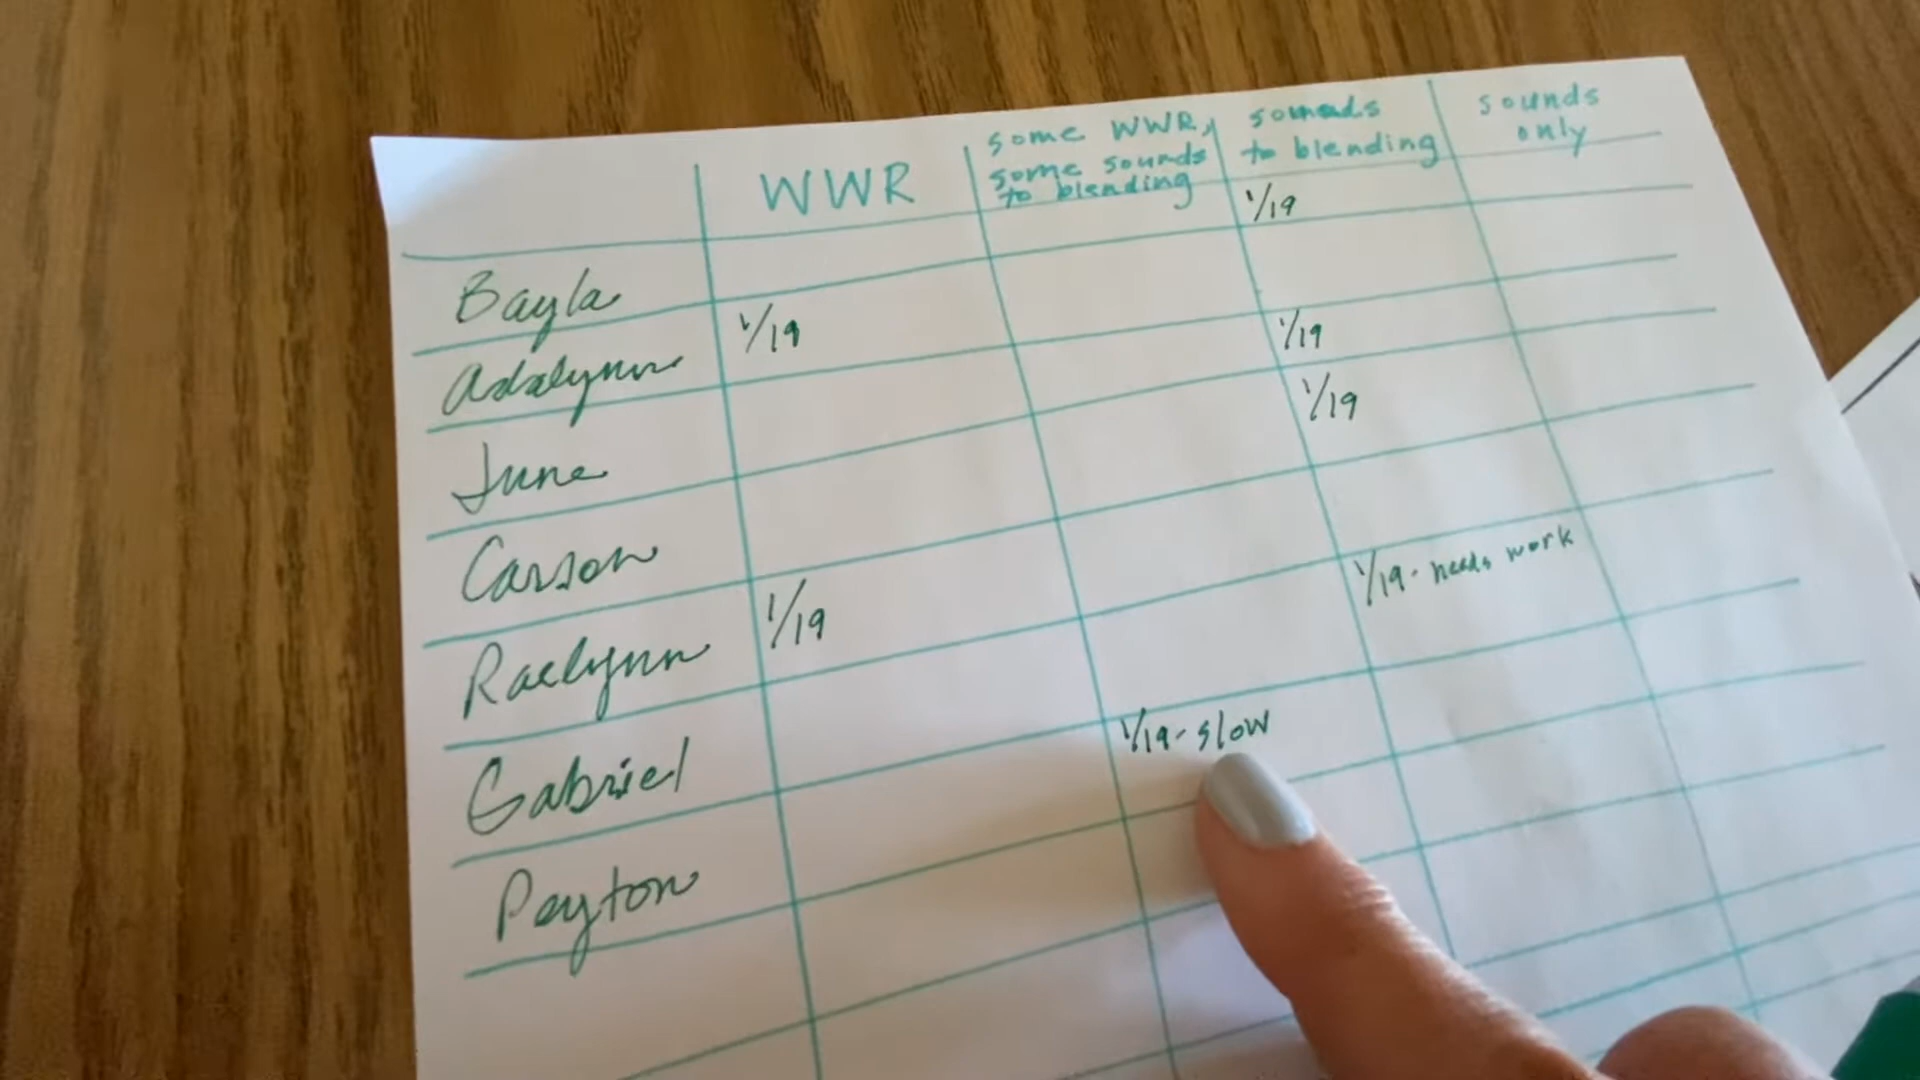 WWR
some WWR,
some sounds
to blending
sounds
to blending
sounds
only
Bayla
1/19
Adalynn
1/19
June
1/19
Carson
1/19
Raelynn
1/19
Gabriel
1/19 - needs work
Peyton
1/19 - slow